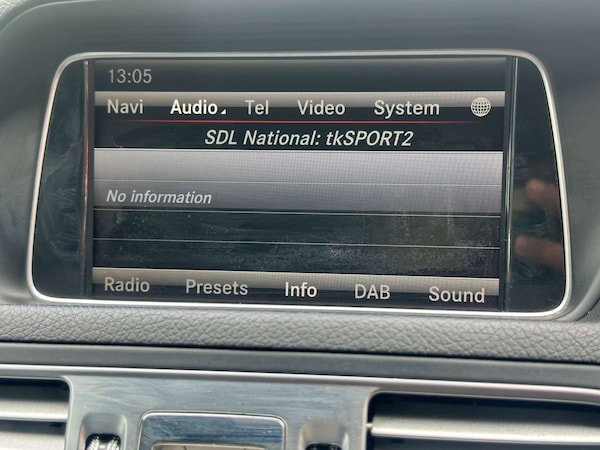 13:05
Navi Audio Tel Video System
SDL National: tkSPORT2
No information
Radio Presets Info DAB Sound